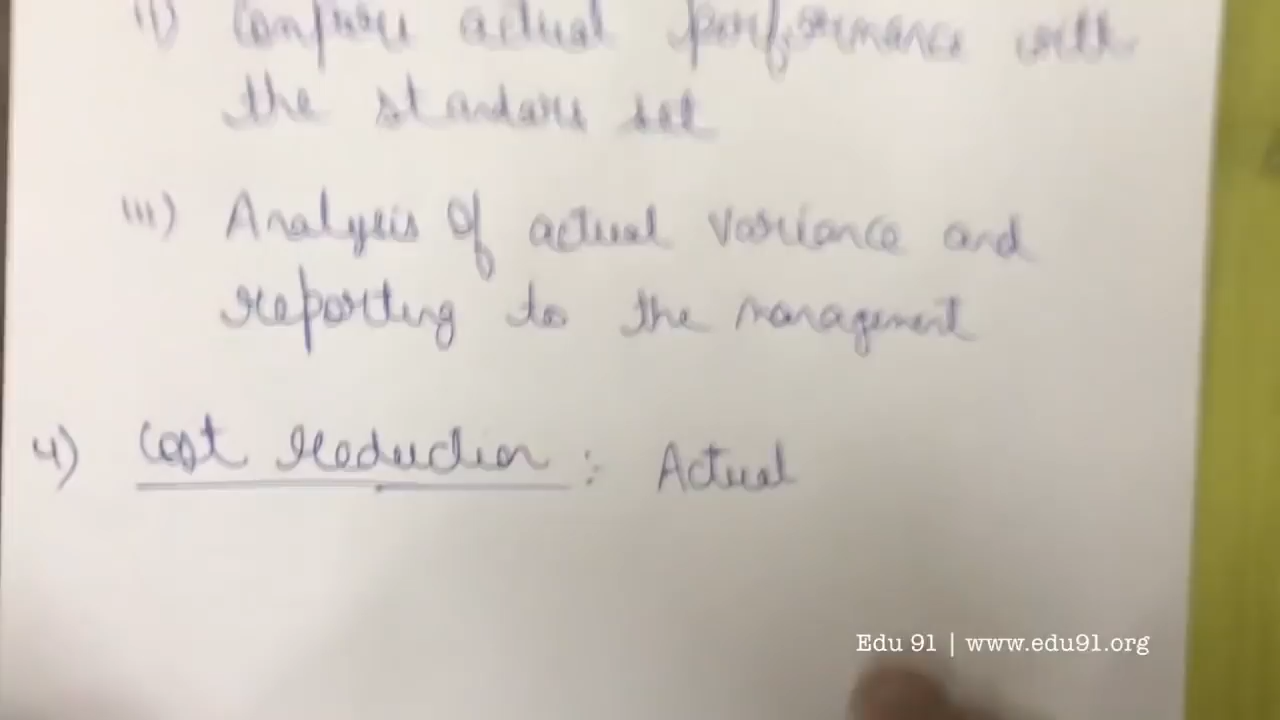 ii) Compare actual performance with
the standard set
iii) Analysis of actual variance and
reporting to the management
4) Cost reduction : Actual
Edu 91 | www.edu91.org